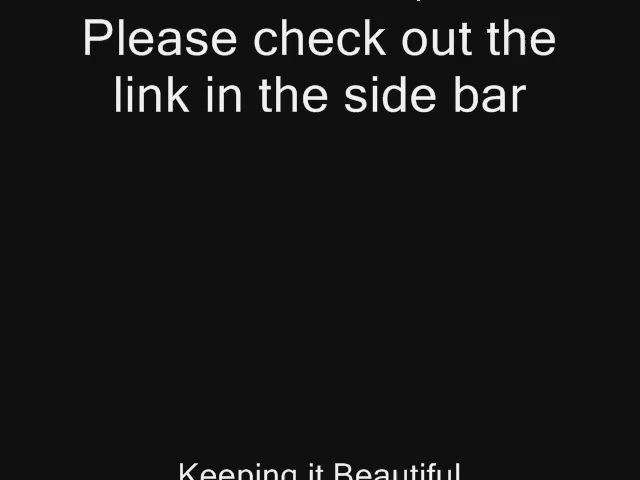 Please check out the
link in the side bar
Keeping it Beautiful